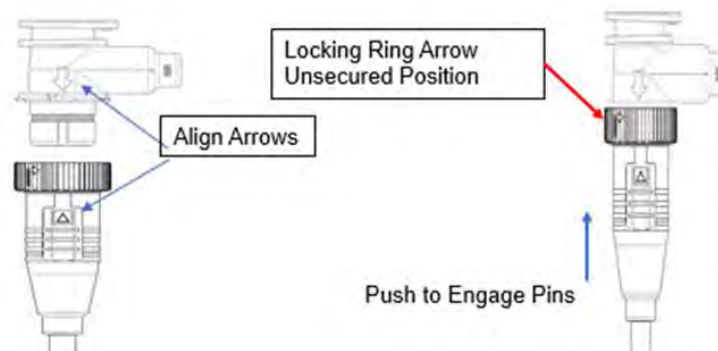 Locking Ring Arrow
Unsecured Position
Align Arrows
Push to Engage Pins